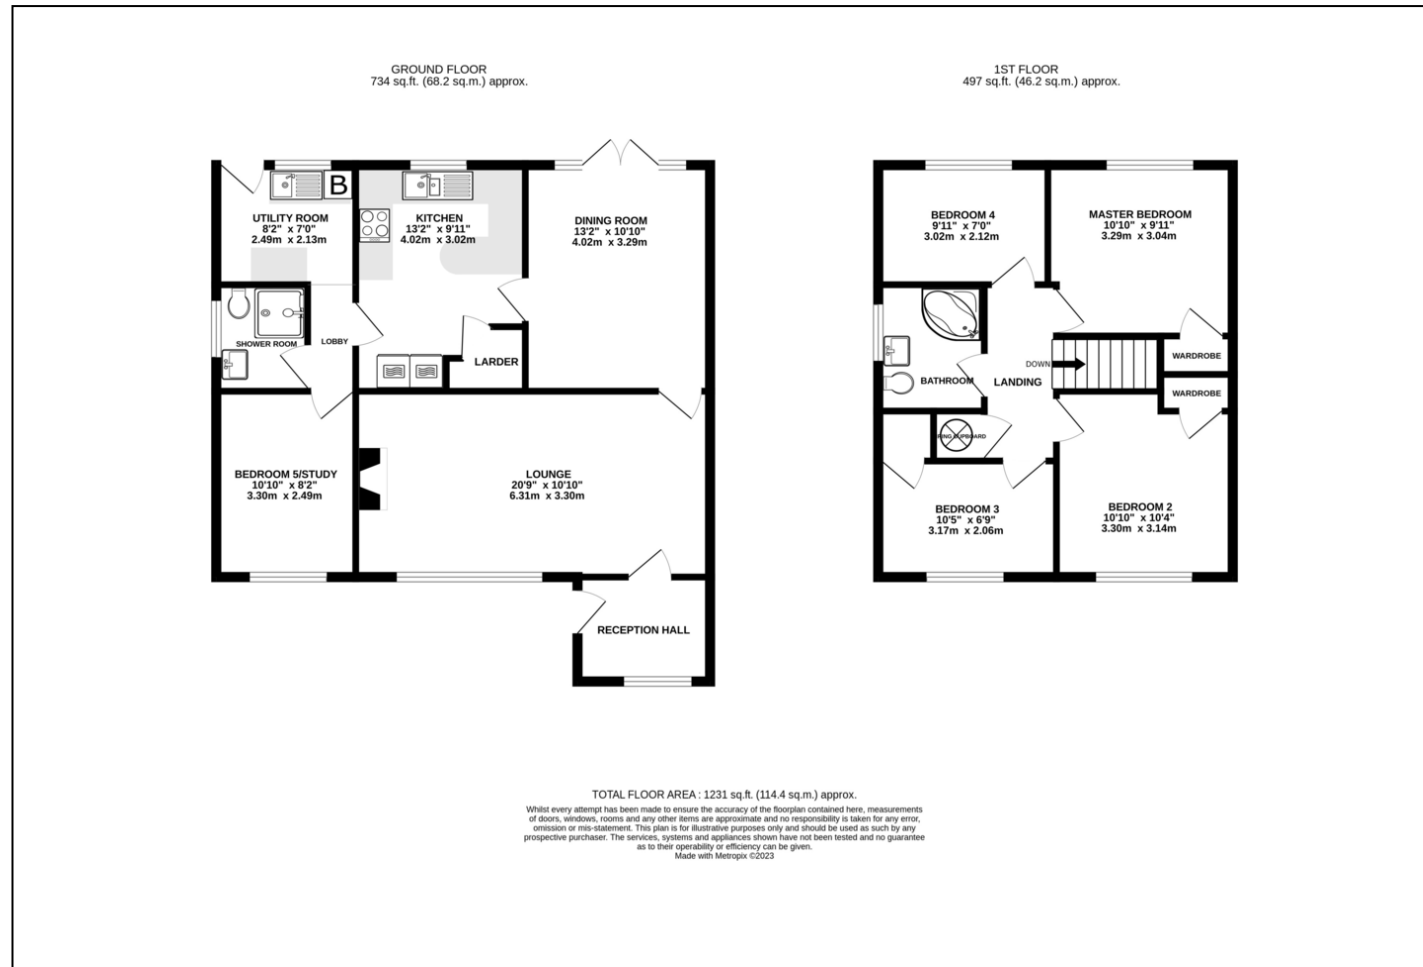 GROUND FLOOR
734 sq.ft. (68.2 sq.m.) approx.
1ST FLOOR
497 sq.ft. (46.2 sq.m.) approx.
B
UTILITY ROOM
8'2" x 7'0"
2.49m x 2.13m
KITCHEN
13'2" x 9'11"
4.02m x 3.02m
DINING ROOM
13'2" x 10'10"
4.02m x 3.29m
SHOWER ROOM
LOBBY
LARDER
BEDROOM 5/STUDY
10'10" x 8'2"
3.30m x 2.49m
LOUNGE
20'9" x 10'10"
6.31m x 3.30m
RECEPTION HALL
BEDROOM 4
9'11" x 7'0"
3.02m x 2.12m
MASTER BEDROOM
10'10" x 9'11"
3.29m x 3.04m
WARDROBE
DOWN
BATHROOM
LANDING
WARDROBE
BEDROOM 3
10'5" x 6'9"
3.17m x 2.06m
BEDROOM 2
10'10" x 10'4"
3.30m x 3.14m
TOTAL FLOOR AREA : 1231 sq.ft. (114.4 sq.m.) approx.
Whilst every attempt has been made to ensure the accuracy of the floorplan contained here, measurements
of doors, windows, rooms and any other items are approximate and no responsibility is taken for any error,
omission or mis-statement. This plan is for illustrative purposes only and should be used as such by any
prospective purchaser. The services, systems and appliances shown have not been tested and no guarantee
as to their operability or efficiency can be given.
Made with Metropix ©2023